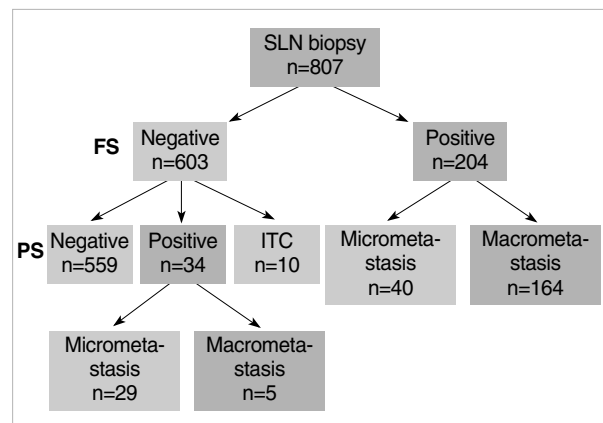 SLN biopsy
n=807
FS
Negative
n=603
Positive
n=204
PS
Negative
n=559
Positive
n=34
ITC
n=10
Micrometa-
stasis
n=40
Macrometa-
stasis
n=164
Micrometa-
stasis
n=29
Macrometa-
stasis
n=5